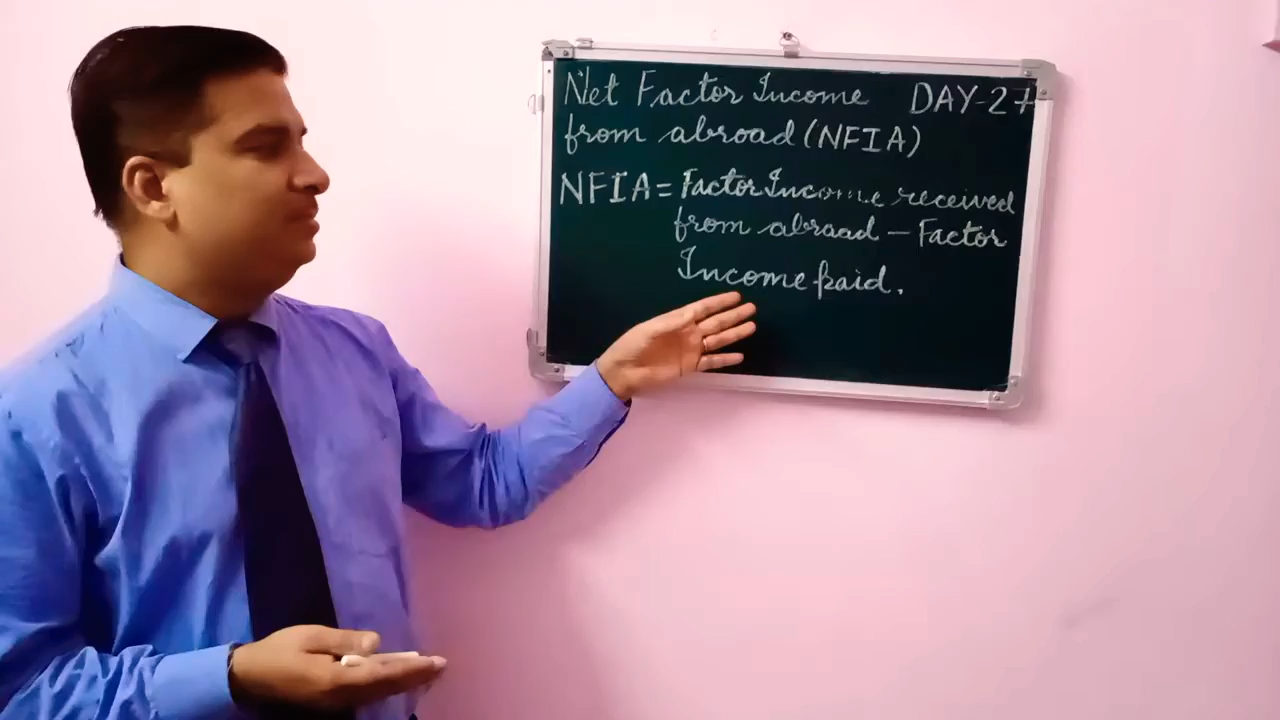 Net Factor Income DAY-27
from abroad (NFIA)
NFIA = Factor Income received
from abroad – Factor
Income paid.